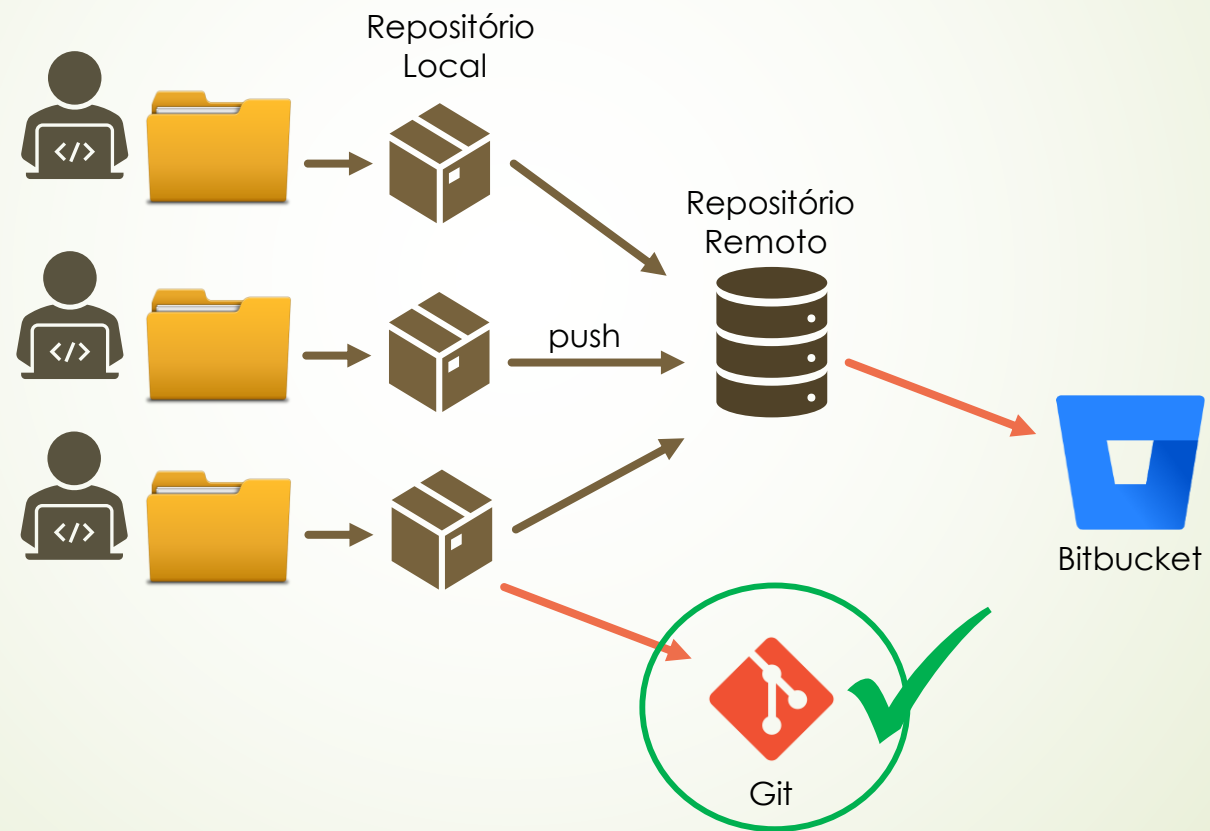 Repositório
Local
Repositório
Remoto
push
Bitbucket
Git
</>
</>
</>